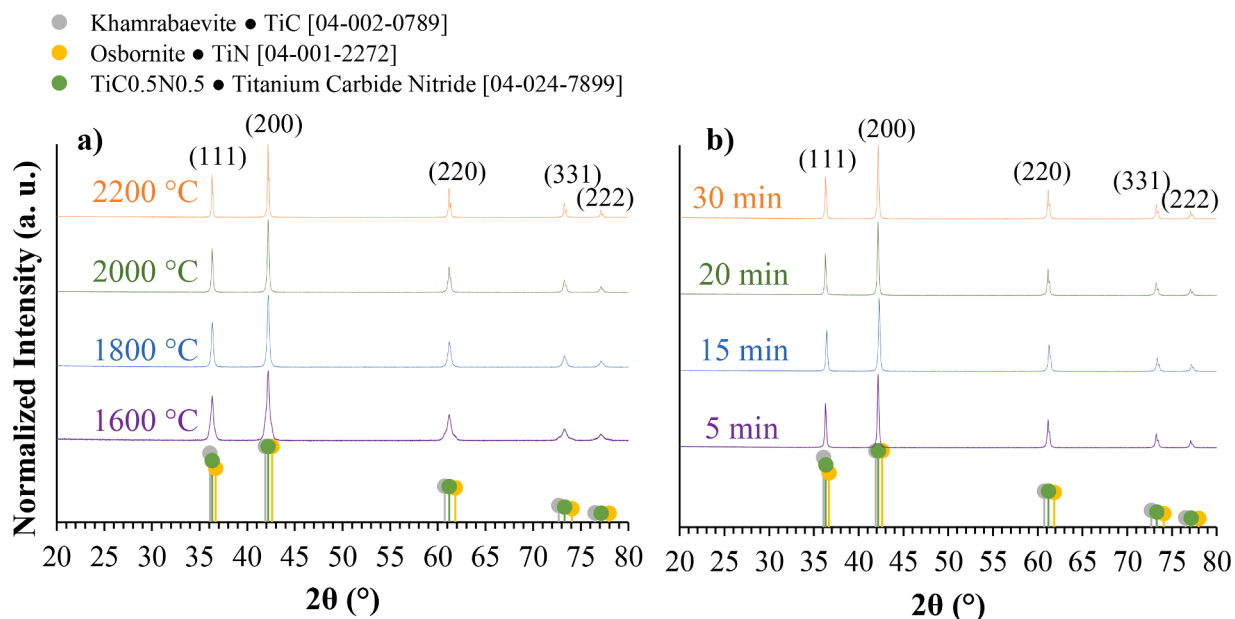 Khamrabaevite ● TiC [04-002-0789]
Osbornite ● TiN [04-001-2272]
TiC0.5N0.5 ● Titanium Carbide Nitride [04-024-7899]
Normalized Intensity (a. u.)
a)
(111)
(200)
(220)
(331)
(222)
2200 °C
2000 °C
1800 °C
1600 °C
20 25 30 35 40 45 50 55 60 65 70 75 80
2θ (°)
b)
(111)
(200)
(220)
(331)
(222)
30 min
20 min
15 min
5 min
20 25 30 35 40 45 50 55 60 65 70 75 80
2θ (°)